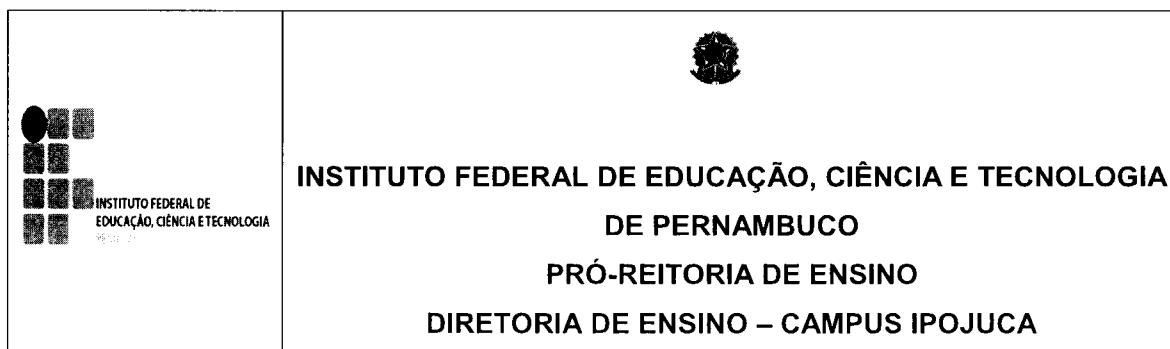 INSTITUTO FEDERAL DE
EDUCAÇÃO, CIÊNCIA E TECNOLOGIA
INSTITUTO FEDERAL DE EDUCAÇÃO, CIÊNCIA E TECNOLOGIA
DE PERNAMBUCO
PRÓ-REITORIA DE ENSINO
DIRETORIA DE ENSINO – CAMPUS IPOJUCA